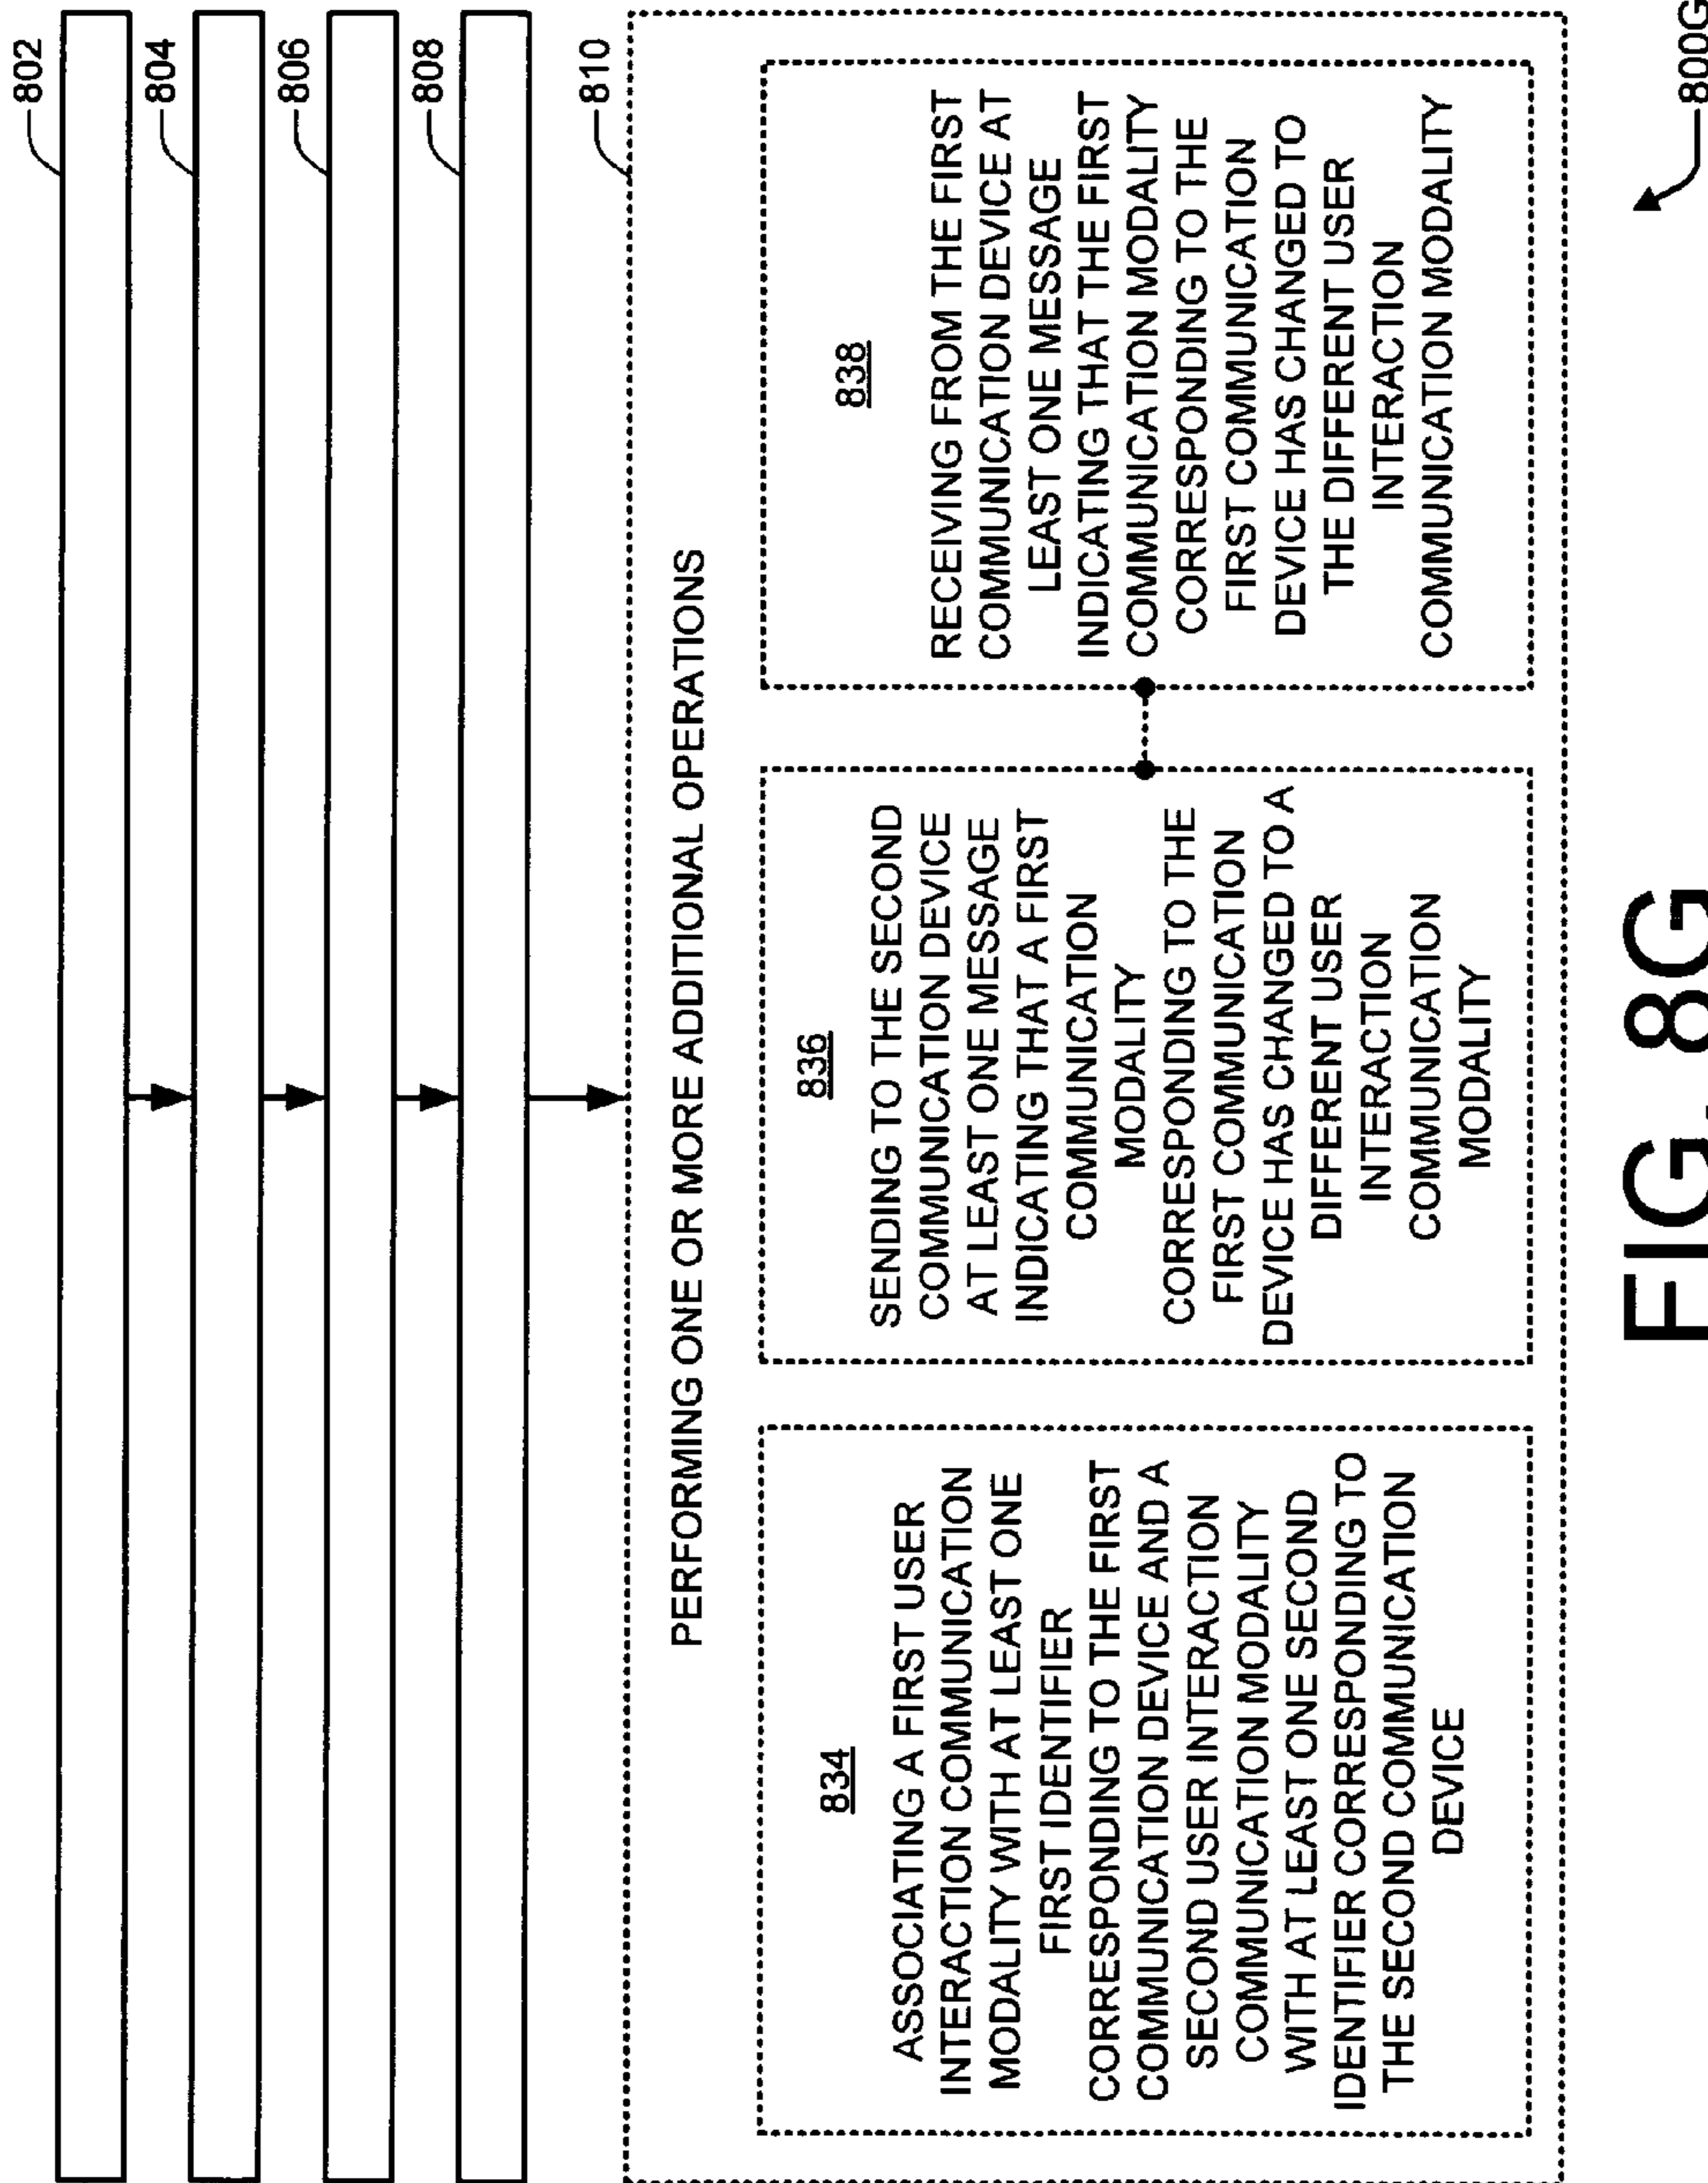 802
804
806
808
810
PERFORMING ONE OR MORE ADDITIONAL OPERATIONS
834
ASSOCIATING A FIRST USER
INTERACTION COMMUNICATION
MODALITY WITH AT LEAST ONE
FIRST IDENTIFIER
CORRESPONDING TO THE FIRST
COMMUNICATION DEVICE AND A
SECOND USER INTERACTION
COMMUNICATION MODALITY
WITH AT LEAST ONE SECOND
IDENTIFIER CORRESPONDING TO
THE SECOND COMMUNICATION
DEVICE
836
SENDING TO THE SECOND
COMMUNICATION DEVICE
AT LEAST ONE MESSAGE
INDICATING THAT A FIRST
COMMUNICATION
MODALITY
CORRESPONDING TO THE
FIRST COMMUNICATION
DEVICE HAS CHANGED TO A
DIFFERENT USER
INTERACTION
COMMUNICATION
MODALITY
838
RECEIVING FROM THE FIRST
COMMUNICATION DEVICE AT
LEAST ONE MESSAGE
INDICATING THAT THE FIRST
COMMUNICATION MODALITY
CORRESPONDING TO THE
FIRST COMMUNICATION
DEVICE HAS CHANGED TO
THE DIFFERENT USER
INTERACTION
COMMUNICATION MODALITY
800G
FIG. 8G